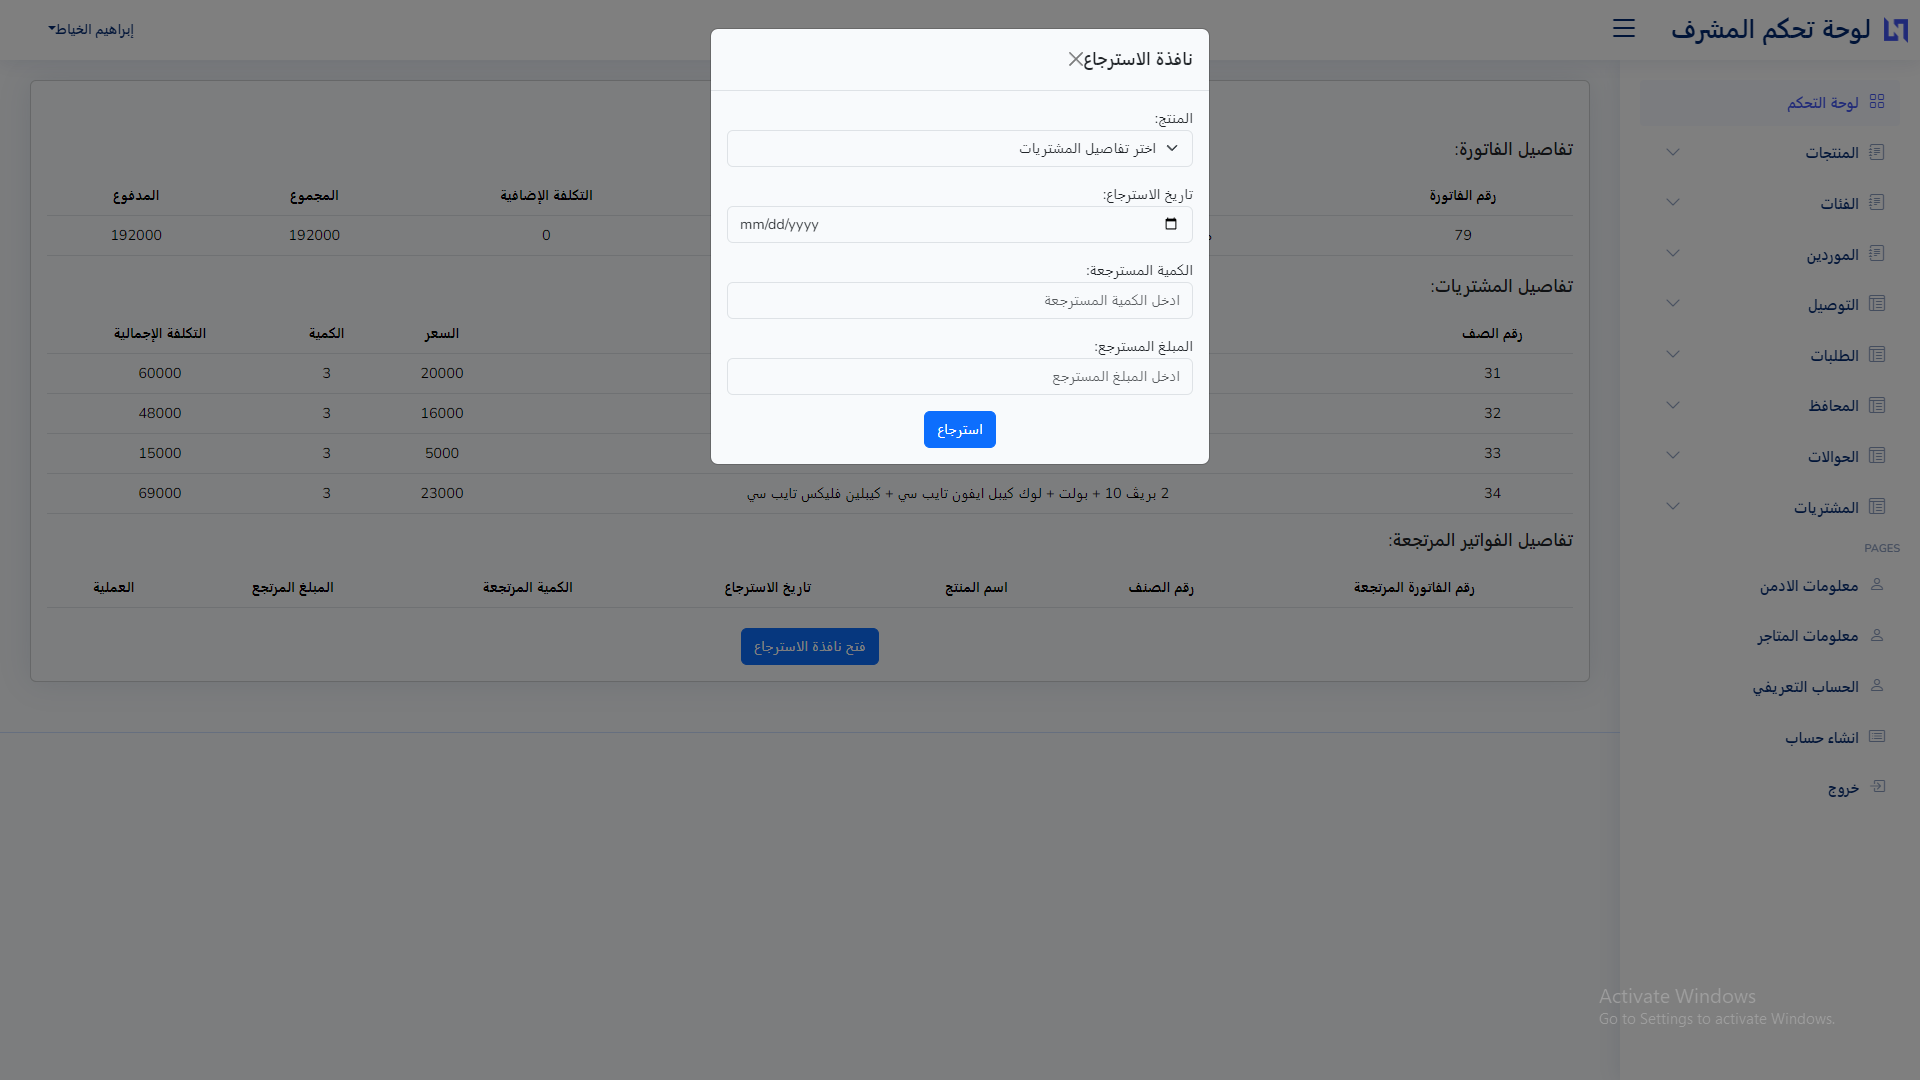 لوحة تحكم المشرف
إبراهيم الخياط
نافذة الاسترجاع
المنتج:
اختر تفاصيل المشتريات
تاريخ الاسترجاع:
mm/dd/yyyy
الكمية المسترجعة:
ادخل الكمية المسترجعة
المبلغ المسترجع:
ادخل المبلغ المسترجع
استرجاع
لوحة التحكم
المنتجات
الفئات
الموردين
التوصيل
الطلبات
المحافظ
الحوالات
المشتريات
PAGES
معلومات الادمن
معلومات المتاجر
الحساب التعريفي
انشاء حساب
خروج
تفاصيل الفاتورة:
رقم الفاتورة التكلفة الإضافية المجموع المدفوع
79 0 192000 192000
تفاصيل المشتريات:
رقم الصف السعر الكمية التكلفة الإجمالية
31 20000 3 60000
32 16000 3 48000
33 5000 3 15000
34 2 بريف 10 + بولت + لوك كيبل ايفون تايب سي + كيبلين فليكس تايب سي 23000 3 69000
تفاصيل الفواتير المرتجعة:
رقم الفاتورة المرتجعة رقم الصنف اسم المنتج تاريخ الاسترجاع الكمية المرتجعة المبلغ المرتجع العملية
فتح نافذة الاسترجاع
Activate Windows
Go to Settings to activate Windows.